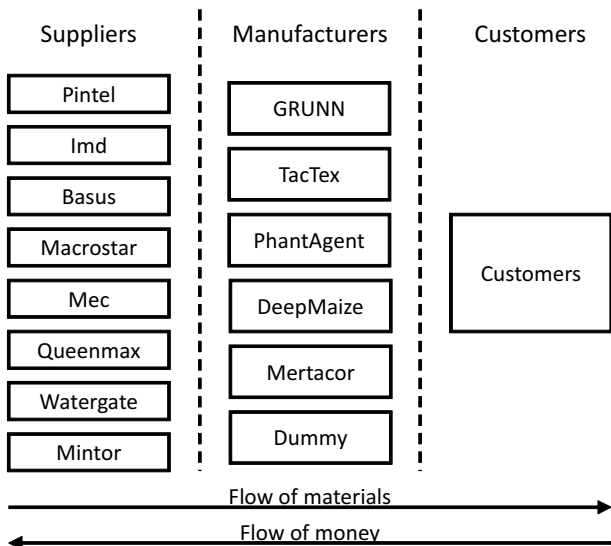 Suppliers
Manufacturers
Customers
Pintel
Imd
Basus
Macrostar
Mec
Queenmax
Watergate
Mintor
GRUNN
TacTex
PhantAgent
DeepMaize
Mertacor
Dummy
Customers
Flow of materials
Flow of money